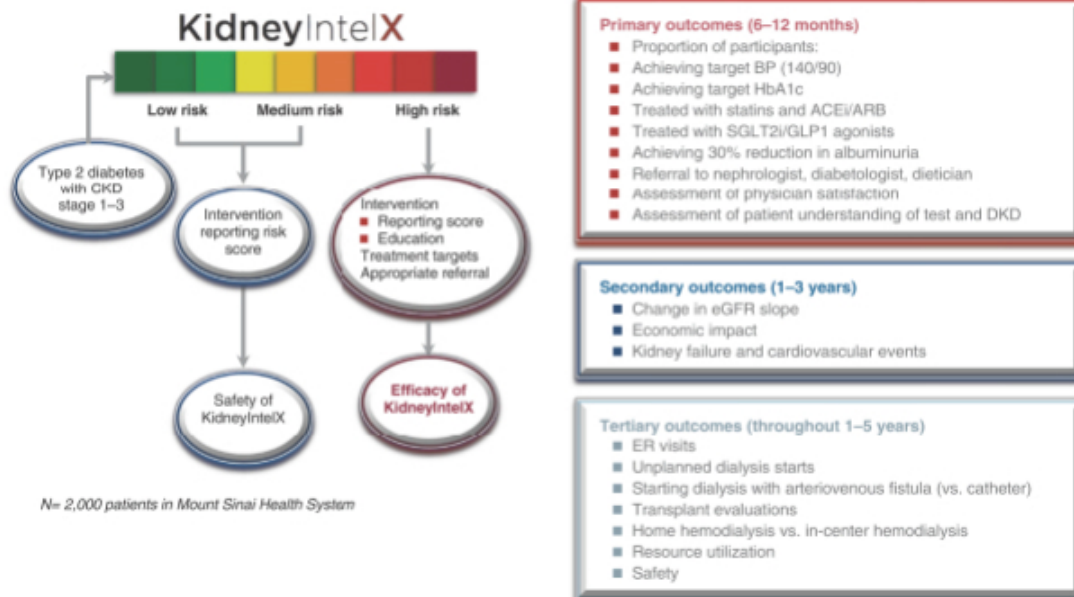 KidneyIntelX
Low risk
Medium risk
High risk
Type 2 diabetes
with CKD
stage 1–3
Intervention
reporting risk
score
Intervention
■ Reporting score
■ Education
Treatment targets
Appropriate referral
Safety of
KidneyIntelX
Efficacy of
KidneyIntelX
N= 2,000 patients in Mount Sinai Health System
Primary outcomes (6–12 months)
■ Proportion of participants:
■ Achieving target BP (140/90)
■ Achieving target HbA1c
■ Treated with statins and ACEi/ARB
■ Treated with SGLT2i/GLP1 agonists
■ Achieving 30% reduction in albuminuria
■ Referral to nephrologist, diabetologist, dietician
■ Assessment of physician satisfaction
■ Assessment of patient understanding of test and DKD
Secondary outcomes (1–3 years)
■ Change in eGFR slope
■ Economic impact
■ Kidney failure and cardiovascular events
Tertiary outcomes (throughout 1–5 years)
■ ER visits
■ Unplanned dialysis starts
■ Starting dialysis with arteriovenous fistula (vs. catheter)
■ Transplant evaluations
■ Home hemodialysis vs. in-center hemodialysis
■ Resource utilization
■ Safety